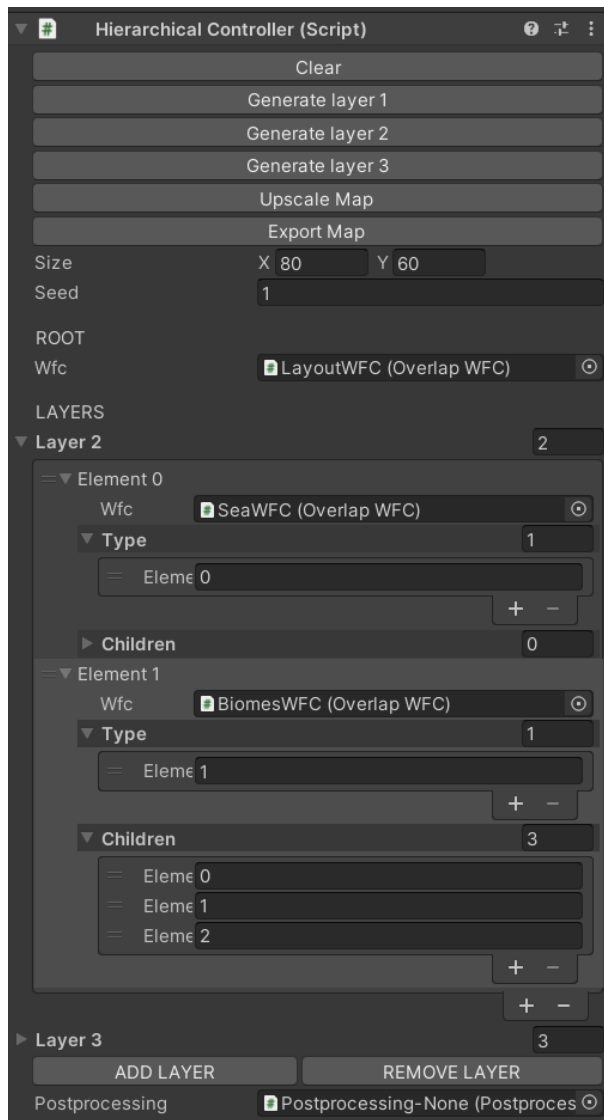 # Hierarchical Controller (Script)
Clear
Generate layer 1
Generate layer 2
Generate layer 3
Upscale Map
Export Map
Size X 80 Y 60
Seed 1
ROOT
Wfc # LayoutWFC (Overlap WFC)
LAYERS
Layer 2 2
Element 0
Wfc # SeaWFC (Overlap WFC)
Type 1
Eleme 0
+ −
Children 0
Element 1
Wfc # BiomesWFC (Overlap WFC)
Type 1
Eleme 1
+ −
Children 3
Eleme 0
Eleme 1
Eleme 2
+ −
+ −
Layer 3 3
ADD LAYER REMOVE LAYER
Postprocessing # Postprocessing-None (Postproces